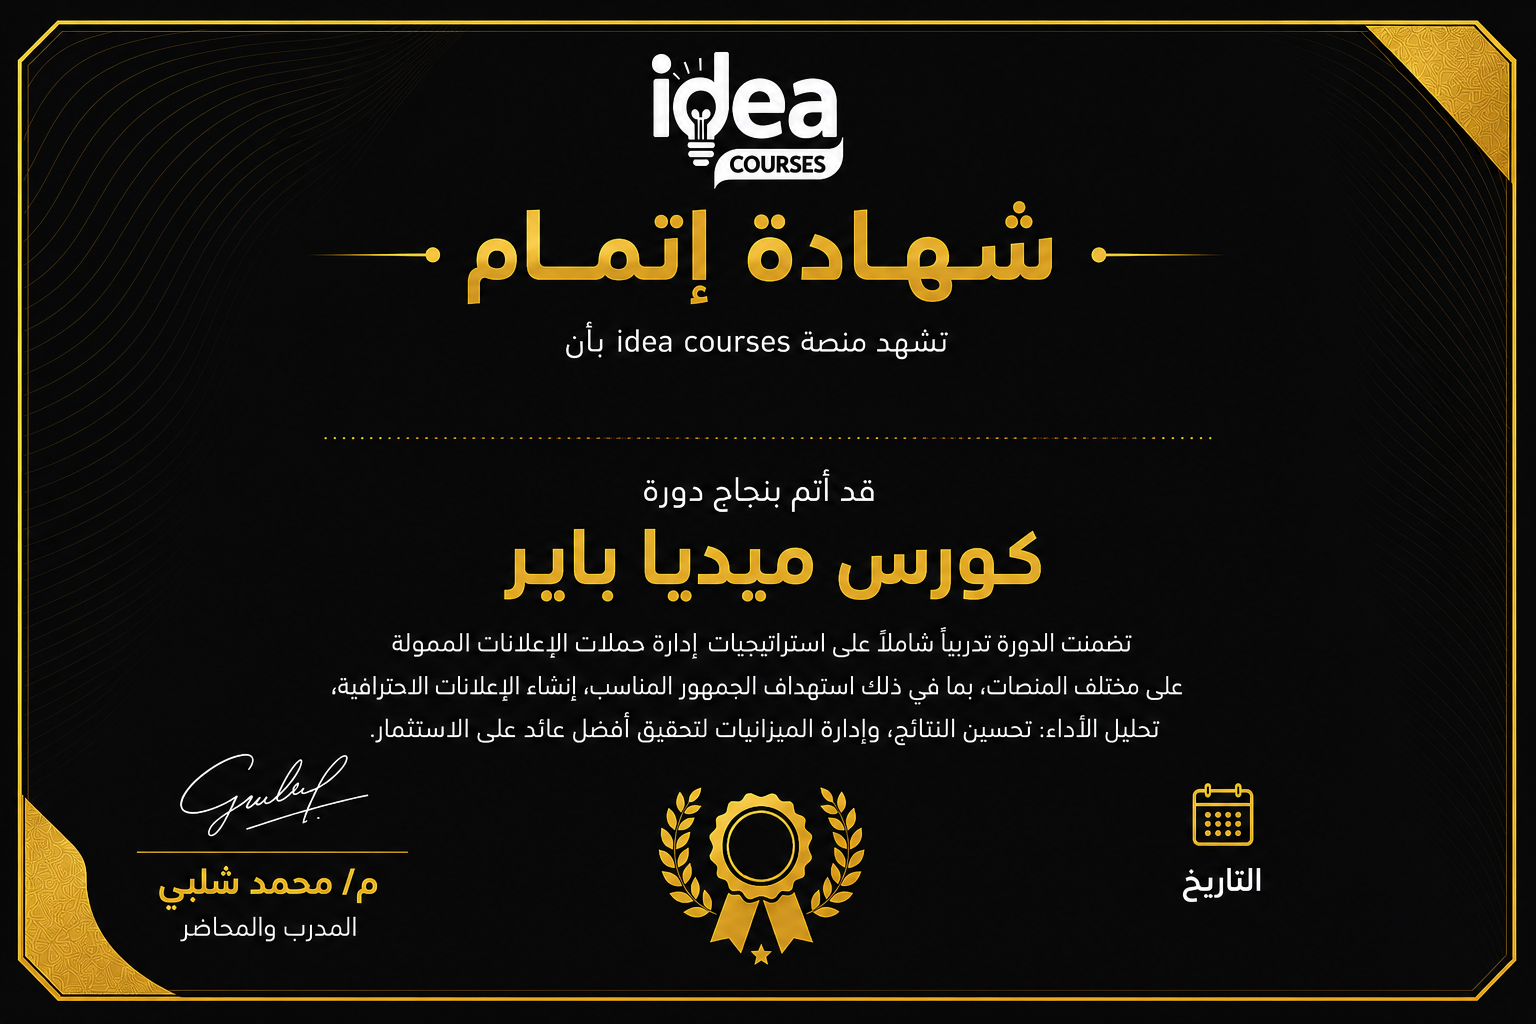 idea
COURSES
شهادة إتمام
تشهد منصة idea courses بأن
قد أتم بنجاج دورة
كورس ميديا باير
تضمنت الدورة تدربياً شاملاً على استراتيجيات إدارة حملات الإعلانات الممولة
على مختلف المنصات، بما في ذلك استهداف الجمهور المناسب، إنشاء الإعلانات الاحترافية،
تحليل الأداء: تحسين النتائج، وإدارة الميزانيات لتحقيق أفضل عائد على الاستثمار.
التاريخ
م/ محمد شلبي
المدرب والمحاضر